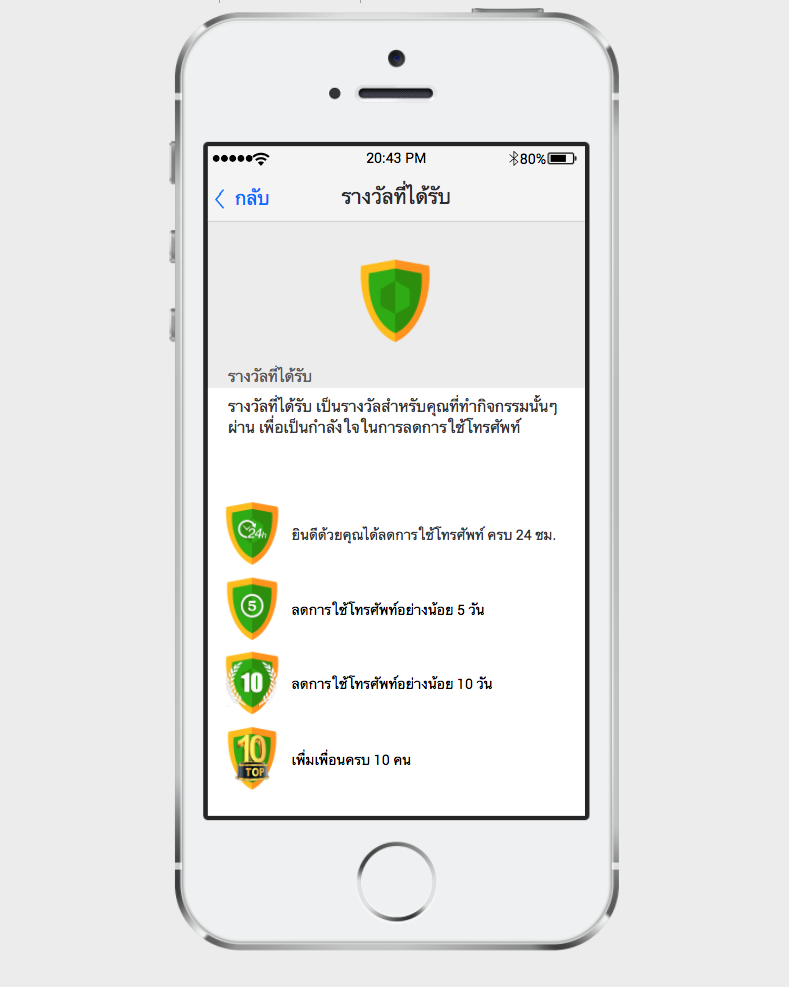 20:43 PM
80%
กลับ
รางวัลที่ได้รับ
รางวัลที่ได้รับ
รางวัลที่ได้รับ เป็นรางวัลสำหรับคุณที่ทำกิจกรรมนั้นๆ
ผ่าน เพื่อเป็นกำลังใจในการลดการใช้โทรศัพท์
24h
ยินดีด้วยคุณได้ลดการใช้โทรศัพท์ ครบ 24 ชม.
5
ลดการใช้โทรศัพท์อย่างน้อย 5 วัน
10
ลดการใช้โทรศัพท์อย่างน้อย 10 วัน
10
TOP
เพิ่มเพื่อนครบ 10 คน